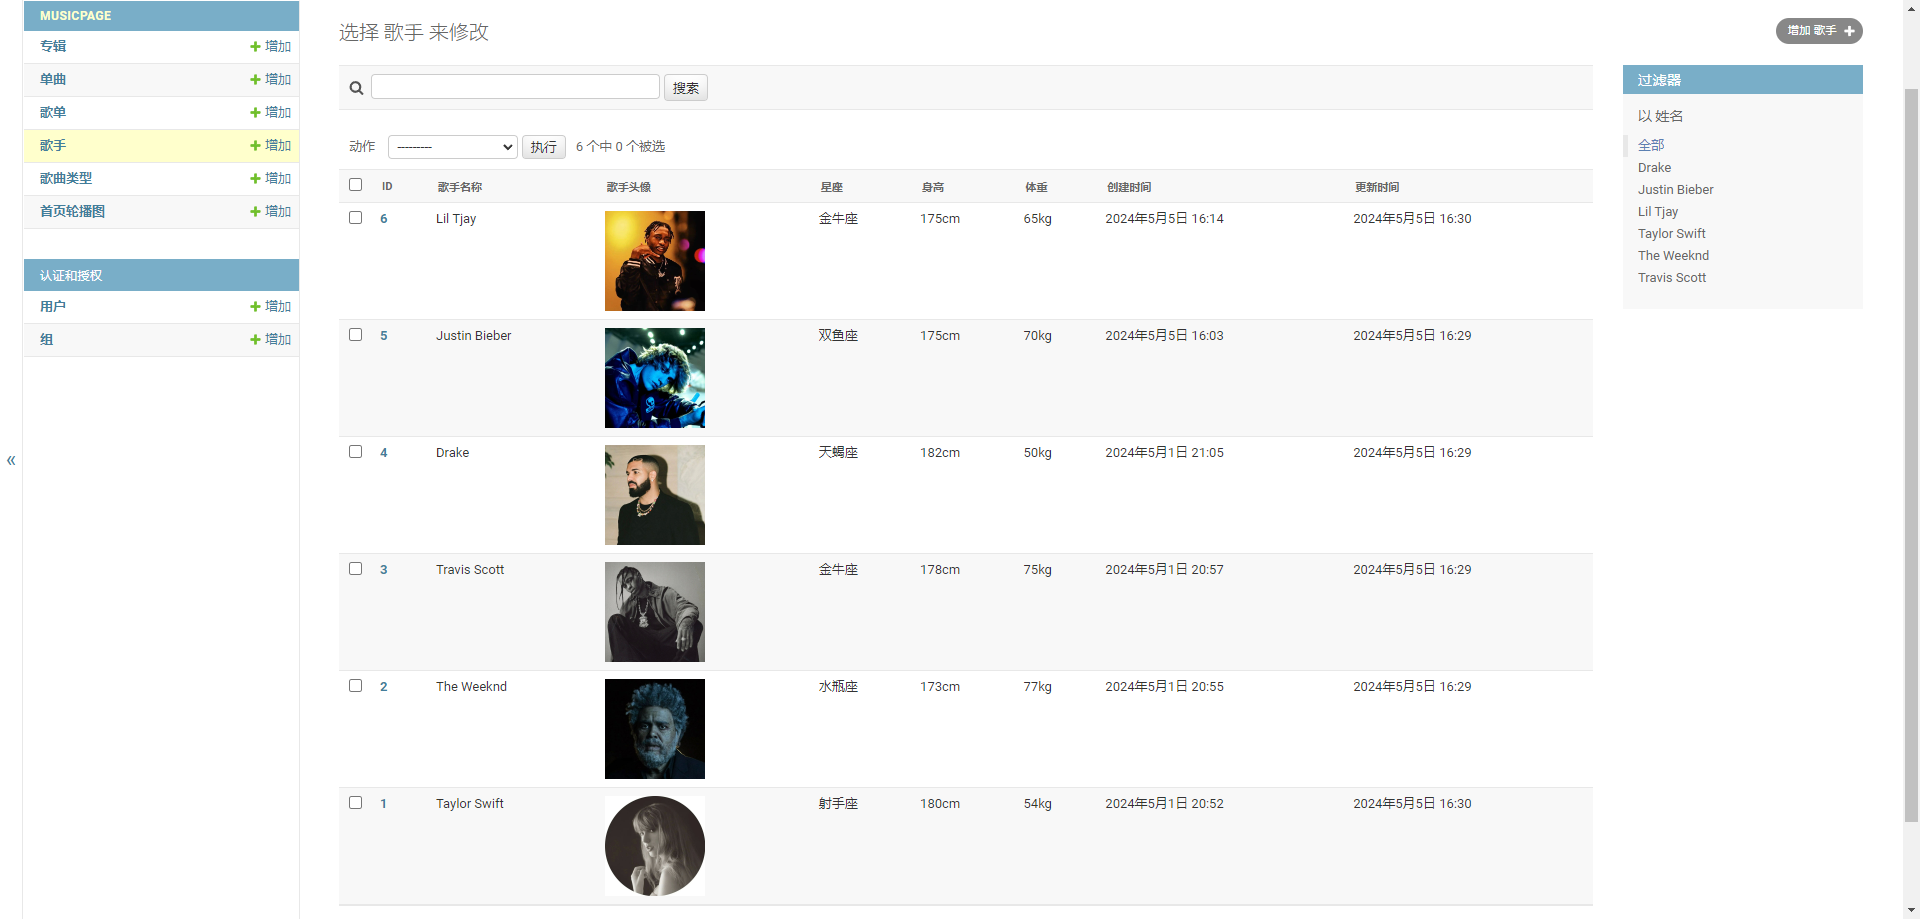 MUSICPAGE
专辑 增加
单曲 增加
歌单 增加
歌手 增加
歌曲类型 增加
首页轮播图 增加
认证和授权
用户 增加
组 增加
«
选择 歌手 来修改
增加 歌手
搜索
动作 --------- 执行 6 个中 0 个被选
ID 歌手名称 歌手头像 星座 身高 体重 创建时间 更新时间
6 Lil Tjay 金牛座 175cm 65kg 2024年5月5日 16:14 2024年5月5日 16:30
5 Justin Bieber 双鱼座 175cm 70kg 2024年5月5日 16:03 2024年5月5日 16:29
4 Drake 天蝎座 182cm 50kg 2024年5月1日 21:05 2024年5月5日 16:29
3 Travis Scott 金牛座 178cm 75kg 2024年5月1日 20:57 2024年5月5日 16:29
2 The Weeknd 水瓶座 173cm 77kg 2024年5月1日 20:55 2024年5月5日 16:29
1 Taylor Swift 射手座 180cm 54kg 2024年5月1日 20:52 2024年5月5日 16:30
过滤器
以 姓名
全部
Drake
Justin Bieber
Lil Tjay
Taylor Swift
The Weeknd
Travis Scott